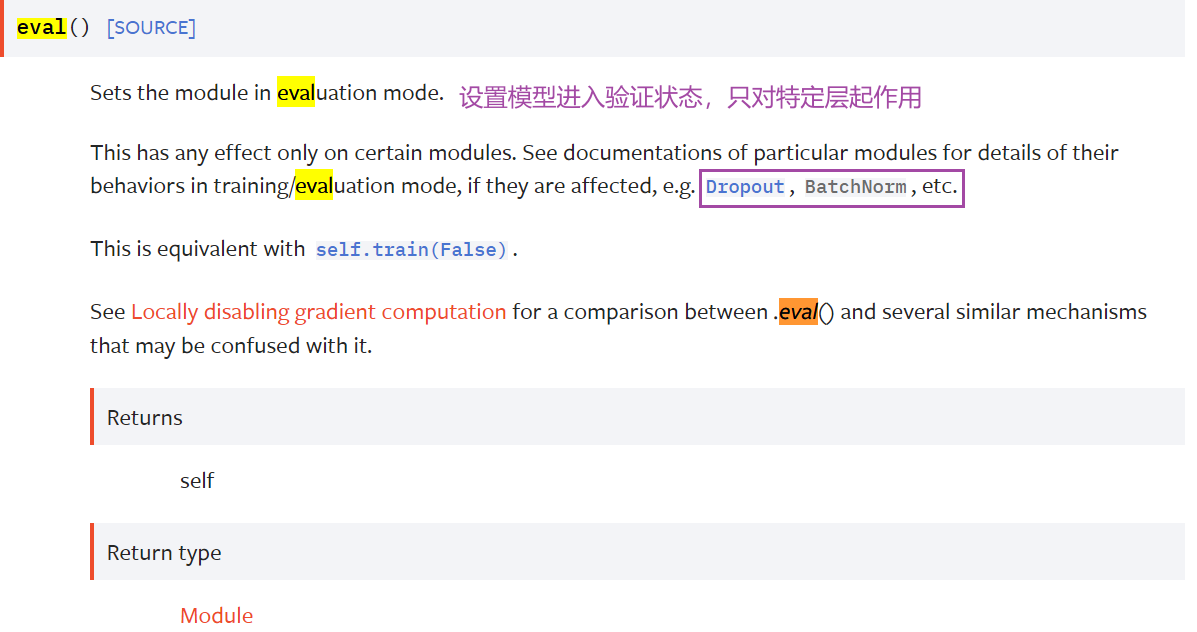 eval() [SOURCE]
Sets the module in evaluation mode. 设置模型进入验证状态，只对特定层起作用
This has any effect only on certain modules. See documentations of particular modules for details of their
behaviors in training/evaluation mode, if they are affected, e.g. Dropout, BatchNorm, etc.
This is equivalent with self.train(False).
See Locally disabling gradient computation for a comparison between .eval() and several similar mechanisms
that may be confused with it.
Returns
self
Return type
Module